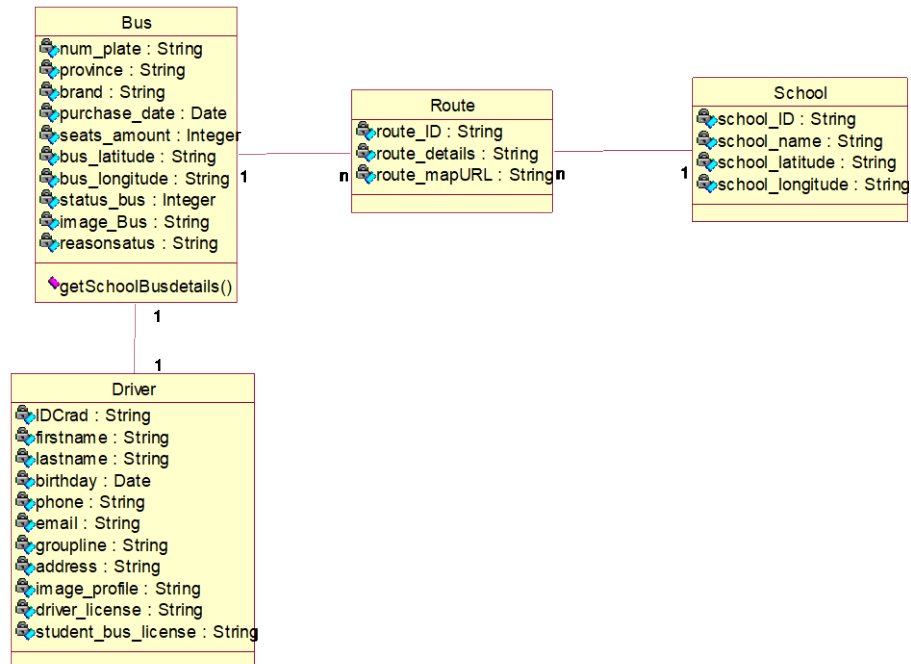 Bus
num_plate : String
province : String
brand : String
purchase_date : Date
seats_amount : Integer
bus_latitude : String
bus_longitude : String
status_bus : Integer
image_Bus : String
reasonsatus : String
getSchoolBusdetails()
1
n
Route
route_ID : String
route_details : String
route_mapURL : String
n
1
School
school_ID : String
school_name : String
school_latitude : String
school_longitude : String
1
1
Driver
IDCrad : String
firstname : String
lastname : String
birthday : Date
phone : String
email : String
groupline : String
address : String
image_profile : String
driver_license : String
student_bus_license : String